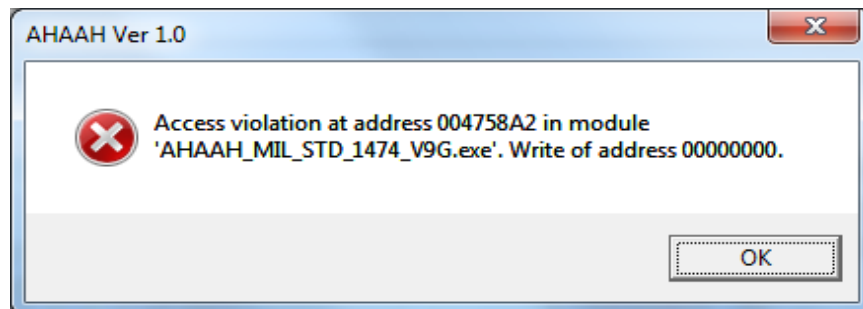 AHAAH Ver 1.0
Access violation at address 004758A2 in module
'AHAAH_MIL_STD_1474_V9G.exe'. Write of address 00000000.
OK